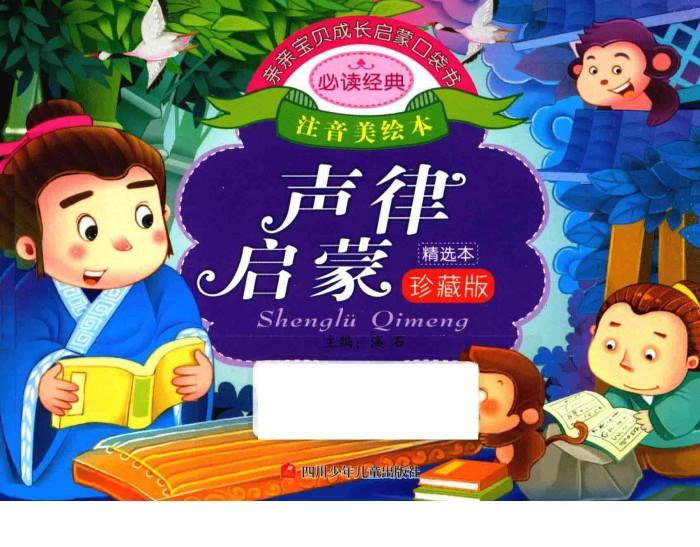 亲亲宝贝成长启蒙口袋书
必读经典
注音美绘本
声律
启蒙
精选本
珍藏版
Shenglü Qimeng
主编：溪石
四川少年儿童出版社